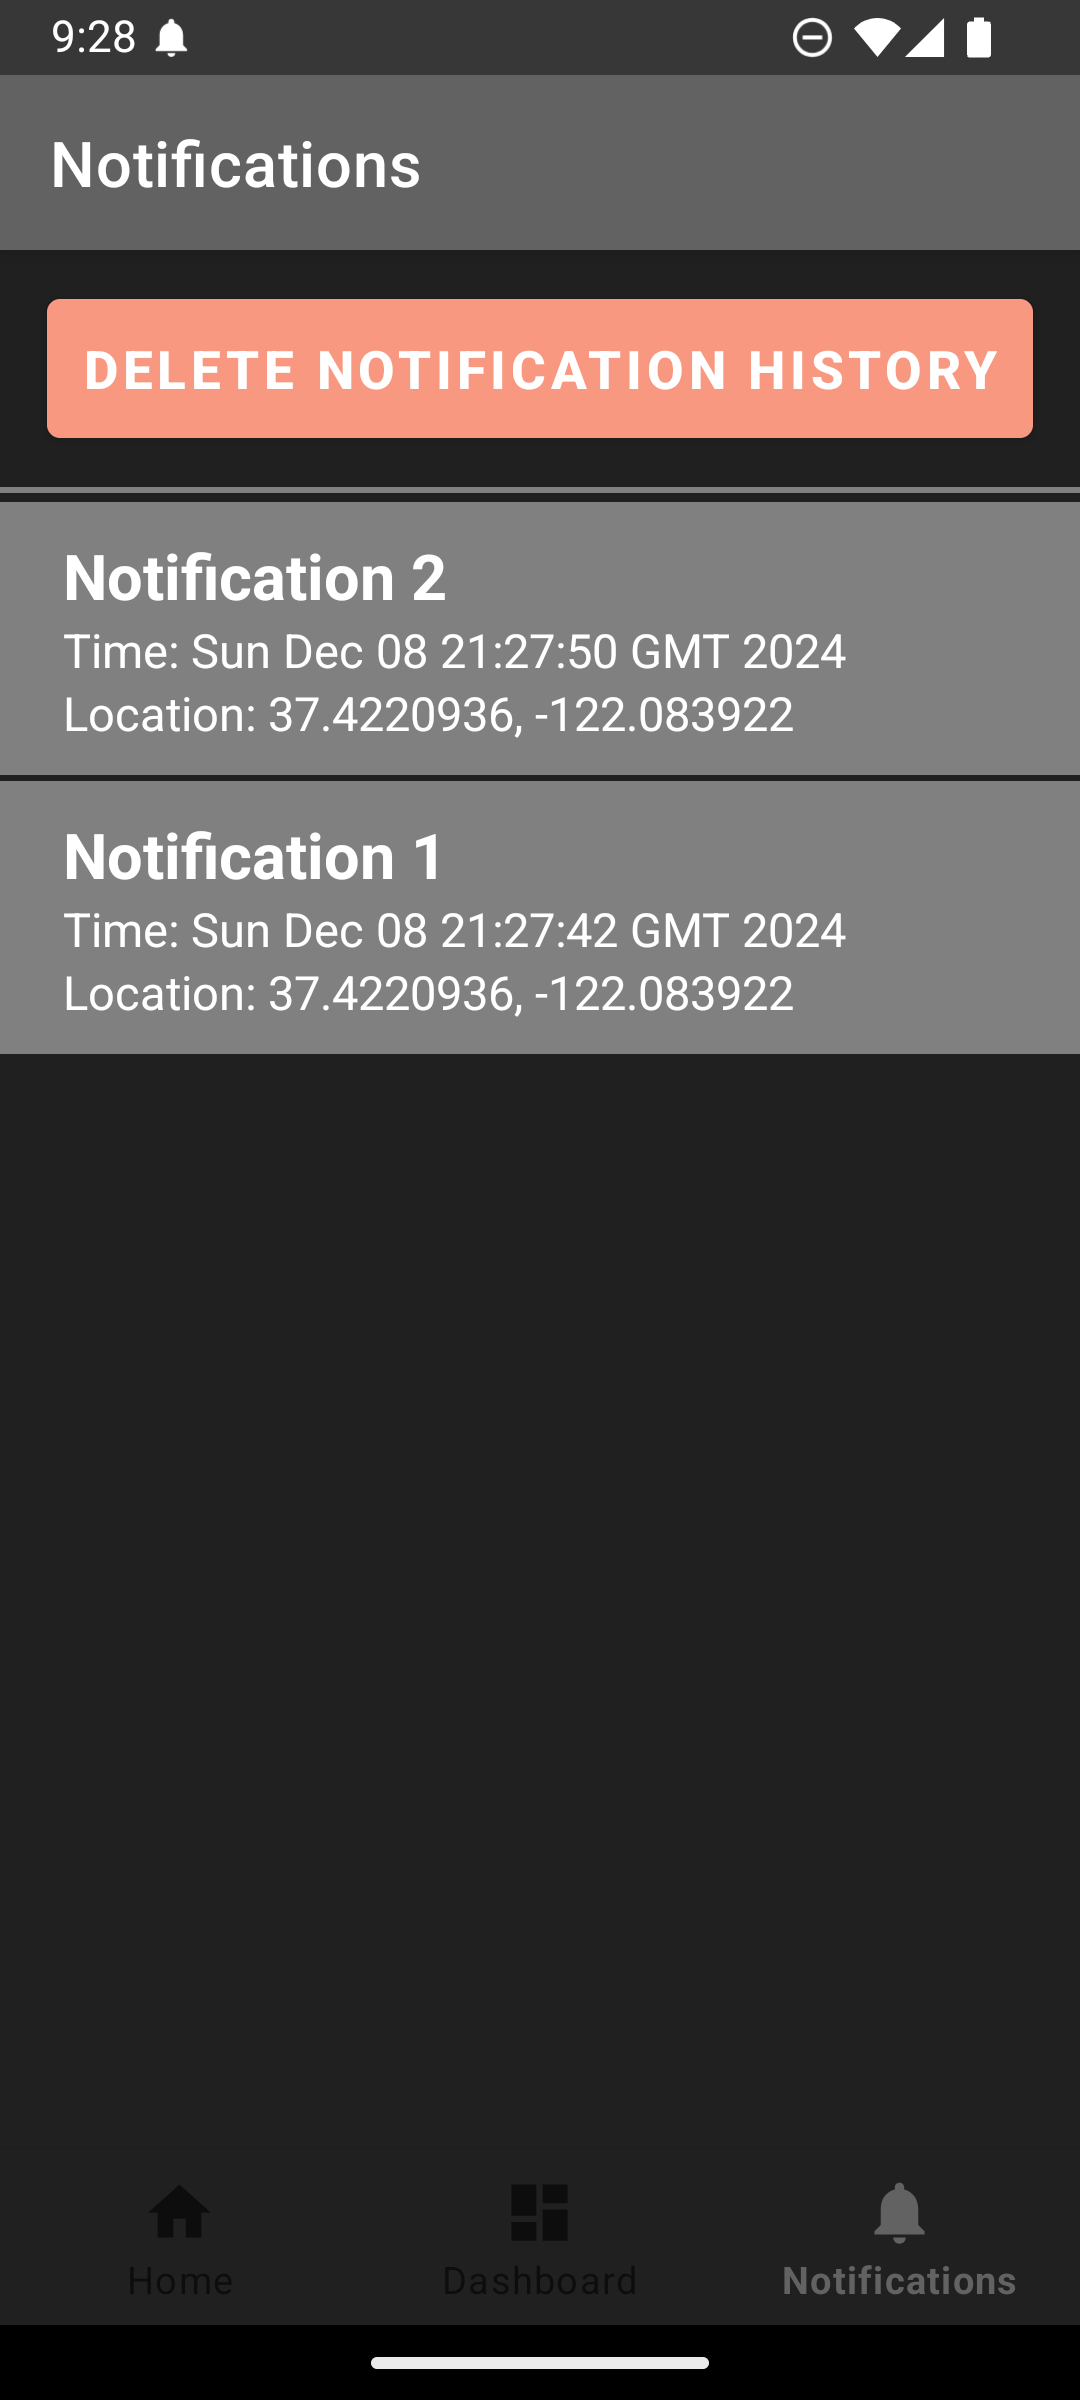 9:28
Notifications
DELETE NOTIFICATION HISTORY
Notification 2
Time: Sun Dec 08 21:27:50 GMT 2024
Location: 37.4220936, -122.083922
Notification 1
Time: Sun Dec 08 21:27:42 GMT 2024
Location: 37.4220936, -122.083922
Home
Dashboard
Notifications